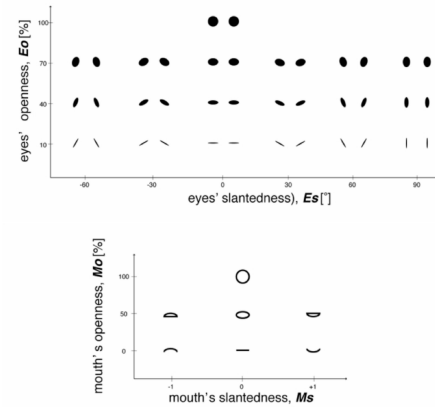 100
70
40
10
eyes' openness, Eo [%]
-60 -30 0 30 60 90
eyes' slantedness), Es [°]
100
50
0
mouth's openness, Mo [%]
-1 0 +1
mouth's slantedness, Ms